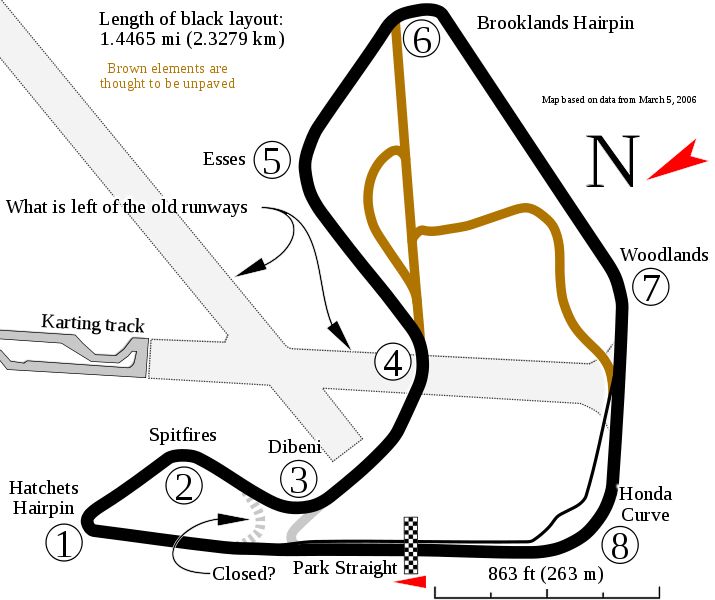 Length of black layout:
1.4465 mi (2.3279 km)
Brown elements are
thought to be unpaved
6
Brooklands Hairpin
Map based on data from March 5, 2006
N
Esses
5
What is left of the old runways
Woodlands
7
Karting track
4
Spitfires
2
Dibeni
3
Hatchets
Hairpin
1
Honda
Curve
8
Closed?
Park Straight
863 ft (263 m)